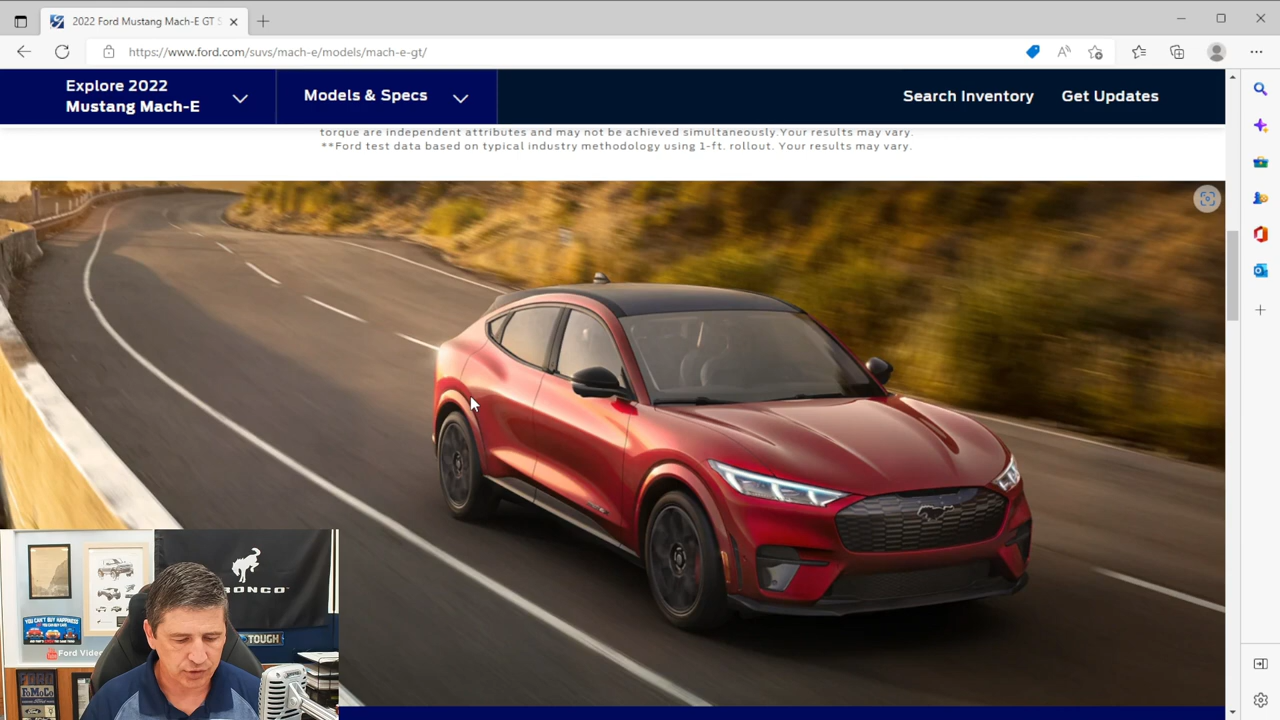 2022 Ford Mustang Mach-E GT S
https://www.ford.com/suvs/mach-e/models/mach-e-gt/
Explore 2022
Mustang Mach-E
Models & Specs
Search Inventory
Get Updates
torque are independent attributes and may not be achieved simultaneously.Your results may vary.
**Ford test data based on typical industry methodology using 1-ft. rollout. Your results may vary.
RONCO
TOUGH
YOU CAN'T BUY HAPPINESS
Ford Vide
FoMoCo